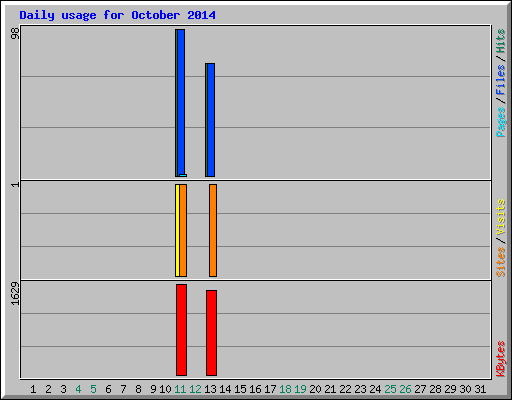 Daily usage for October 2014
98
1
1629
Pages / Files / Hits
Sites / Visits
KBytes
1 2 3 4 5 6 7 8 9 10 11 12 13 14 15 16 17 18 19 20 21 22 23 24 25 26 27 28 29 30 31